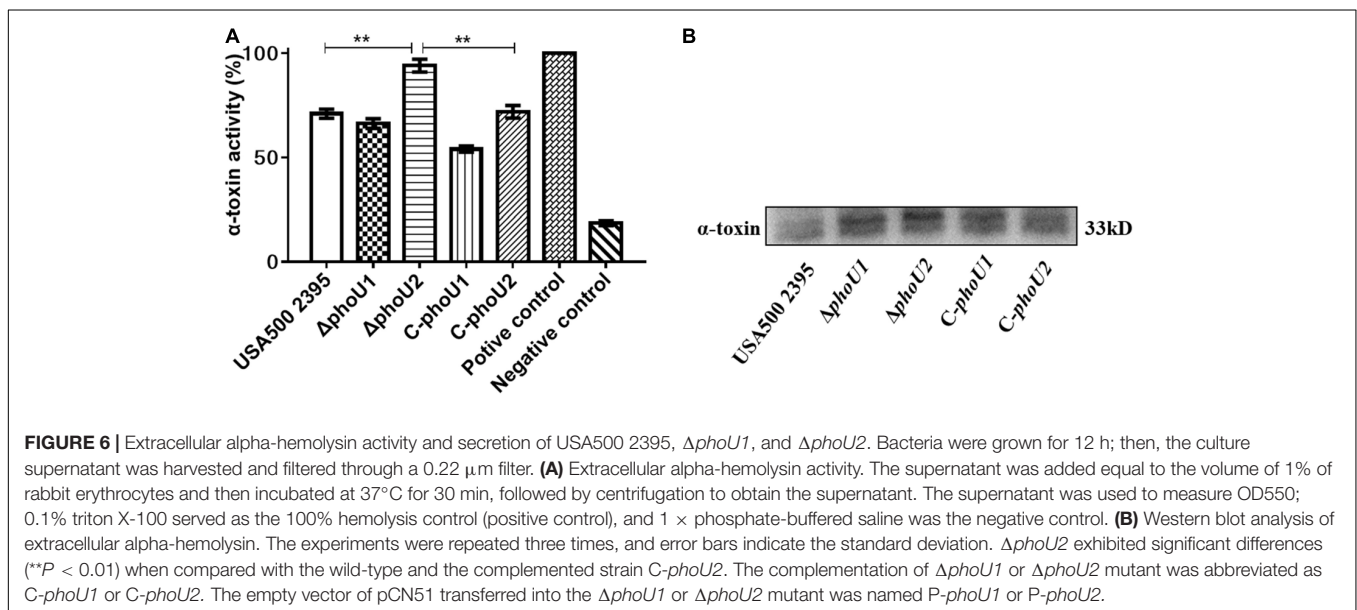 A
**
**
100
50
0
α-toxin activity (%)
USA500 2395
ΔphoU1
ΔphoU2
C-phoU1
C-phoU2
Potive control
Negative control
B
α-toxin
33kD
USA500 2395
ΔphoU1
ΔphoU2
C-phoU1
C-phoU2
FIGURE 6 | Extracellular alpha-hemolysin activity and secretion of USA500 2395, ΔphoU1, and ΔphoU2. Bacteria were grown for 12 h; then, the culture
supernatant was harvested and filtered through a 0.22 μm filter. (A) Extracellular alpha-hemolysin activity. The supernatant was added equal to the volume of 1% of
rabbit erythrocytes and then incubated at 37°C for 30 min, followed by centrifugation to obtain the supernatant. The supernatant was used to measure OD550;
0.1% triton X-100 served as the 100% hemolysis control (positive control), and 1 × phosphate-buffered saline was the negative control. (B) Western blot analysis of
extracellular alpha-hemolysin. The experiments were repeated three times, and error bars indicate the standard deviation. ΔphoU2 exhibited significant differences
(**P < 0.01) when compared with the wild-type and the complemented strain C-phoU2. The complementation of ΔphoU1 or ΔphoU2 mutant was abbreviated as
C-phoU1 or C-phoU2. The empty vector of pCN51 transferred into the ΔphoU1 or ΔphoU2 mutant was named P-phoU1 or P-phoU2.